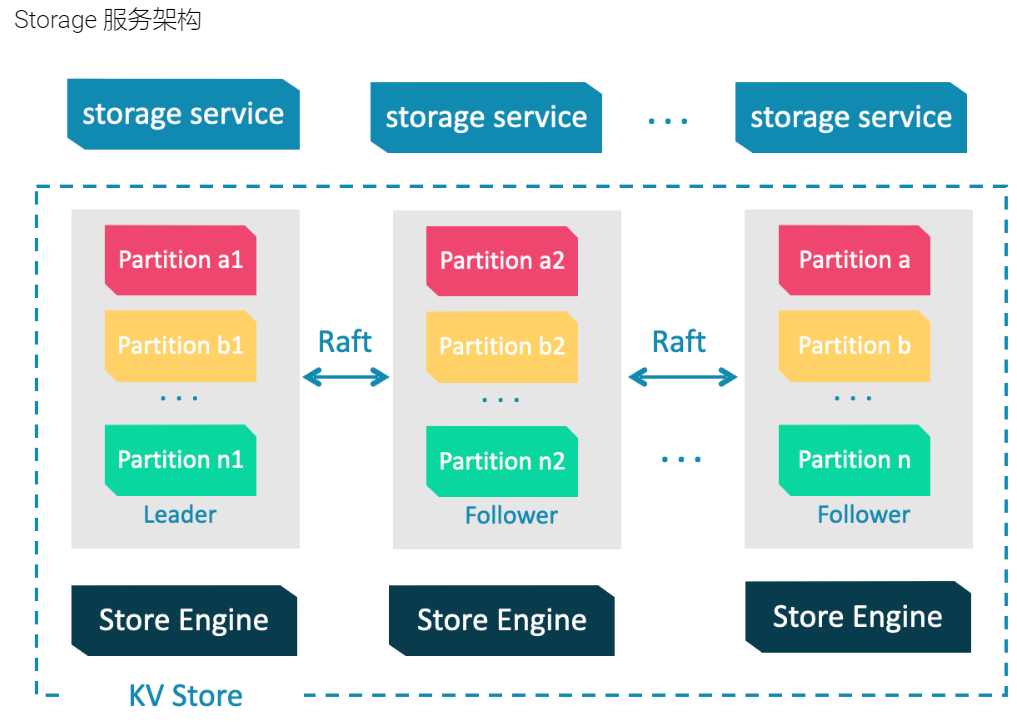 Storage 服务架构
storage service
storage service
...
storage service
Partition a1
Partition a2
Partition a
Partition b1
Raft
Partition b2
Raft
Partition b
...
...
...
Partition n1
Partition n2
...
Partition n
Leader
Follower
Follower
Store Engine
Store Engine
Store Engine
KV Store